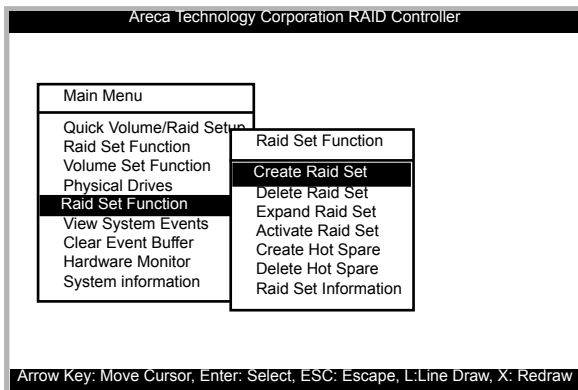 Areca Technology Corporation RAID Controller
Main Menu
Quick Volume/Raid Setup
Raid Set Function
Volume Set Function
Physical Drives
Raid Set Function
View System Events
Clear Event Buffer
Hardware Monitor
System information
Raid Set Function
Create Raid Set
Delete Raid Set
Expand Raid Set
Activate Raid Set
Create Hot Spare
Delete Hot Spare
Raid Set Information
Arrow Key: Move Cursor, Enter: Select, ESC: Escape, L:Line Draw, X: Redraw